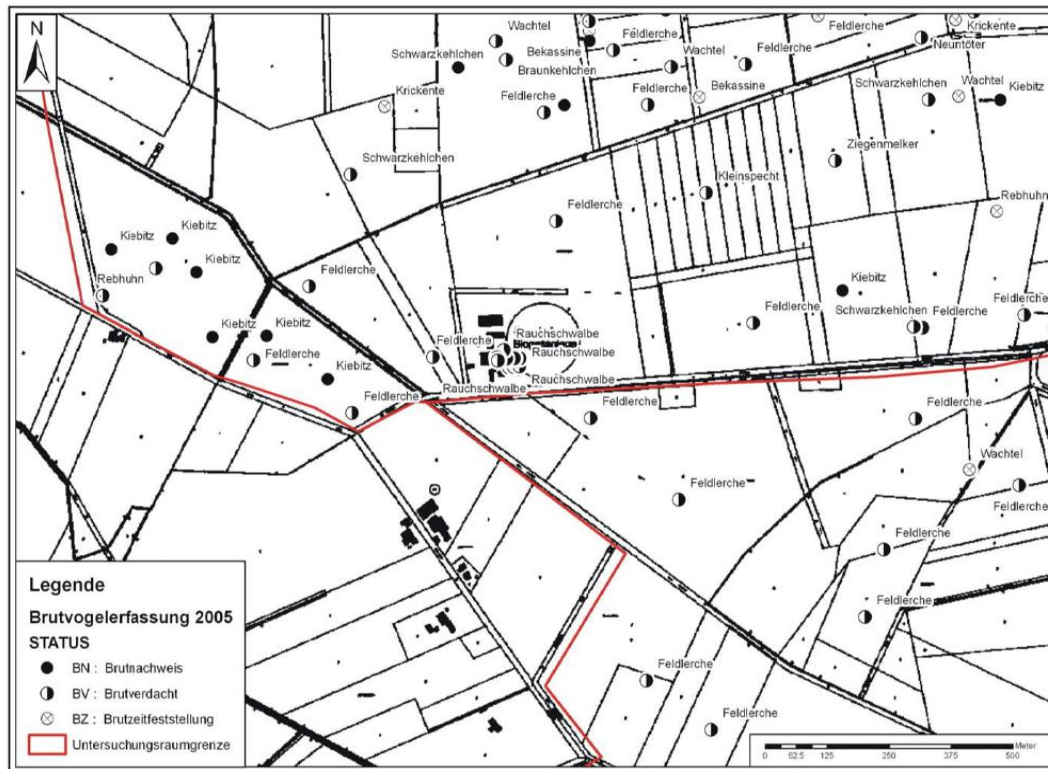 N
Wachtel
Feldlerche
Feldlerche
Krickente
Neuntöter
Schwarzkehlchen
Bekassine
Braunkehlchen
Wachtel
Feldlerche
Krickente
Feldlerche
Feldlerche
Bekassine
Schwarzkehlchen
Wachtel
Kiebitz
Schwarzkehlchen
Ziegenmelker
Kleinspecht
Feldlerche
Rebhuhn
Kiebitz
Kiebitz
Kiebitz
Rebhuhn
Feldlerche
Kiebitz
Kiebitz
Kiebitz
Feldlerche
Kiebitz
Feldlerche
Schwarzkehlchen
Feldlerche
Feldlerche
Feldlerche
Rauchschwalbe
Rauchschwalbe
Rauchschwalbe
Rauchschwalbe
Feldlerche
Feldlerche
Feldlerche
Wachtel
Feldlerche
Feldlerche
Feldlerche
Feldlerche
Feldlerche
Feldlerche
Legende
Brutvogelerfassung 2005
STATUS
BN : Brutnachweis
BV : Brutverdacht
BZ : Brutzeitfeststellung
Untersuchungsraumgrenze
Meter
0 62.5 125 250 375 500